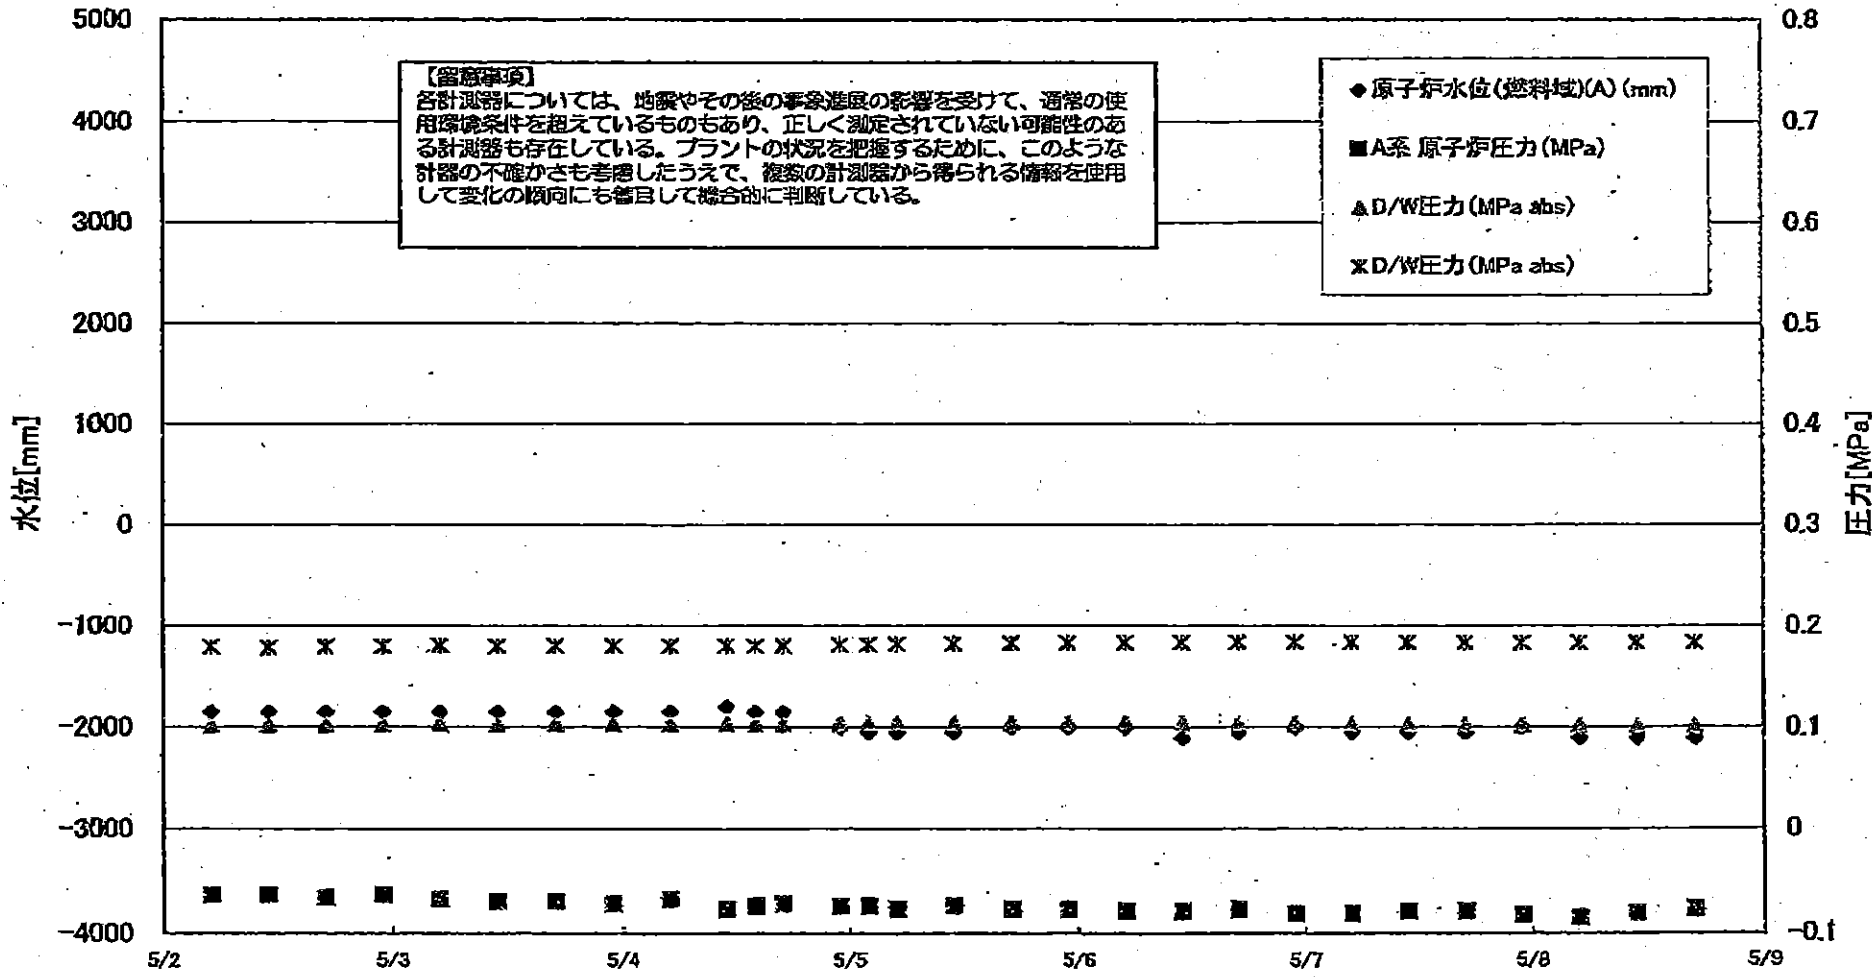 5000
4000
3000
2000
1000
0
-1000
-2000
-3000
-4000
水位[mm]
【留意事項】
各計測器については、地震やその後の事象進展の影響を受けて、通常の使
用環境条件を超えているものもあり、正しく測定されていない可能性のあ
る計測器も存在している。プラントの状況を把握するために、このような
計器の不確かさも考慮したうえで、複数の計測器から得られる情報を使用
して変化の傾向にも着目して総合的に判断している。
原子炉水位(燃料域)(A)(mm)
A系 原子炉圧力(MPa)
D/W圧力(MPa abs)
D/W圧力(MPa abs)
0.8
0.7
0.6
0.5
0.4
0.3
0.2
0.1
0
-0.1
圧力[MPa]
5/2 5/3 5/4 5/5 5/6 5/7 5/8 5/9